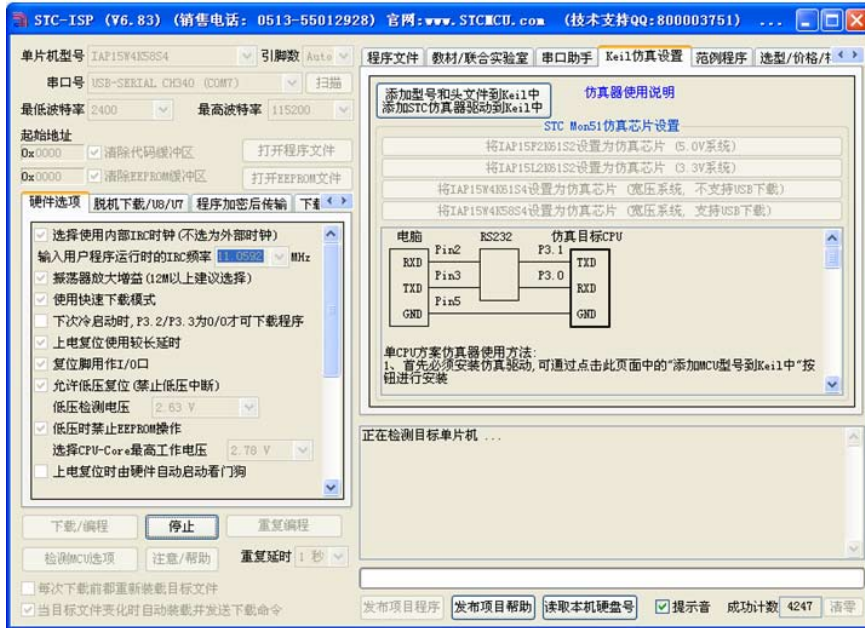 STC-ISP (V6.83) (销售电话: 0513-55012928) 官网:www.STCMCU.com (技术支持QQ:800003751) ...
单片机型号 IAP15W4K58S4 引脚数 Auto
串口号 USB-SERIAL CH340 (COM7) 扫描
最低波特率 2400 最高波特率 115200
起始地址
0x0000 清除代码缓冲区 打开程序文件
0x0000 清除EEPROM缓冲区 打开EEPROM文件
硬件选项 脱机下载/U8/U7 程序加密后传输
选择使用内部IRC时钟(不选为外部时钟)
输入用户程序运行时的IRC频率 11.0592 MHz
振荡器放大增益(12M以上建议选择)
使用快速下载模式
下次冷启动时,P3.2/P3.3为0/0才可下载程序
上电复位使用较长延时
复位脚用作I/O口
允许低压复位(禁止低压中断)
低压检测电压 2.63 V
低压时禁止EEPROM操作
选择CPU-Core最高工作电压 2.78 V
上电复位时由硬件自动启动看门狗
下载/编程 停止 重复编程
检测MCU选项 注意/帮助 重复延时 1 秒
每次下载前都重新装载目标文件
当目标文件变化时自动装载并发送下载命令
程序文件 教材/联合实验室 串口助手 Keil仿真设置 范例程序 选型/价格/
添加型号和头文件到Keil中
添加STC仿真器驱动到Keil中
仿真器使用说明
STC Mon51仿真芯片设置
将IAP15F2K61S2设置为仿真芯片 (5.0V系统)
将IAP15L2K61S2设置为仿真芯片 (3.3V系统)
将IAP15W4K61S4设置为仿真芯片 (宽压系统, 不支持USB下载)
将IAP15W4K58S4设置为仿真芯片 (宽压系统, 支持USB下载)
电脑 RS232 仿真目标CPU
RXD Pin2 P3.1 TXD
TXD Pin3 P3.0 RXD
GND Pin5 GND
单CPU方案仿真器使用方法:
1、首先必须安装仿真驱动,可通过点击此页面中的"添加MCU型号到Keil中"按
钮进行安装
正在检测目标单片机 ...
发布项目程序 发布项目帮助 读取本机硬盘号 提示音 成功计数 4247 清零